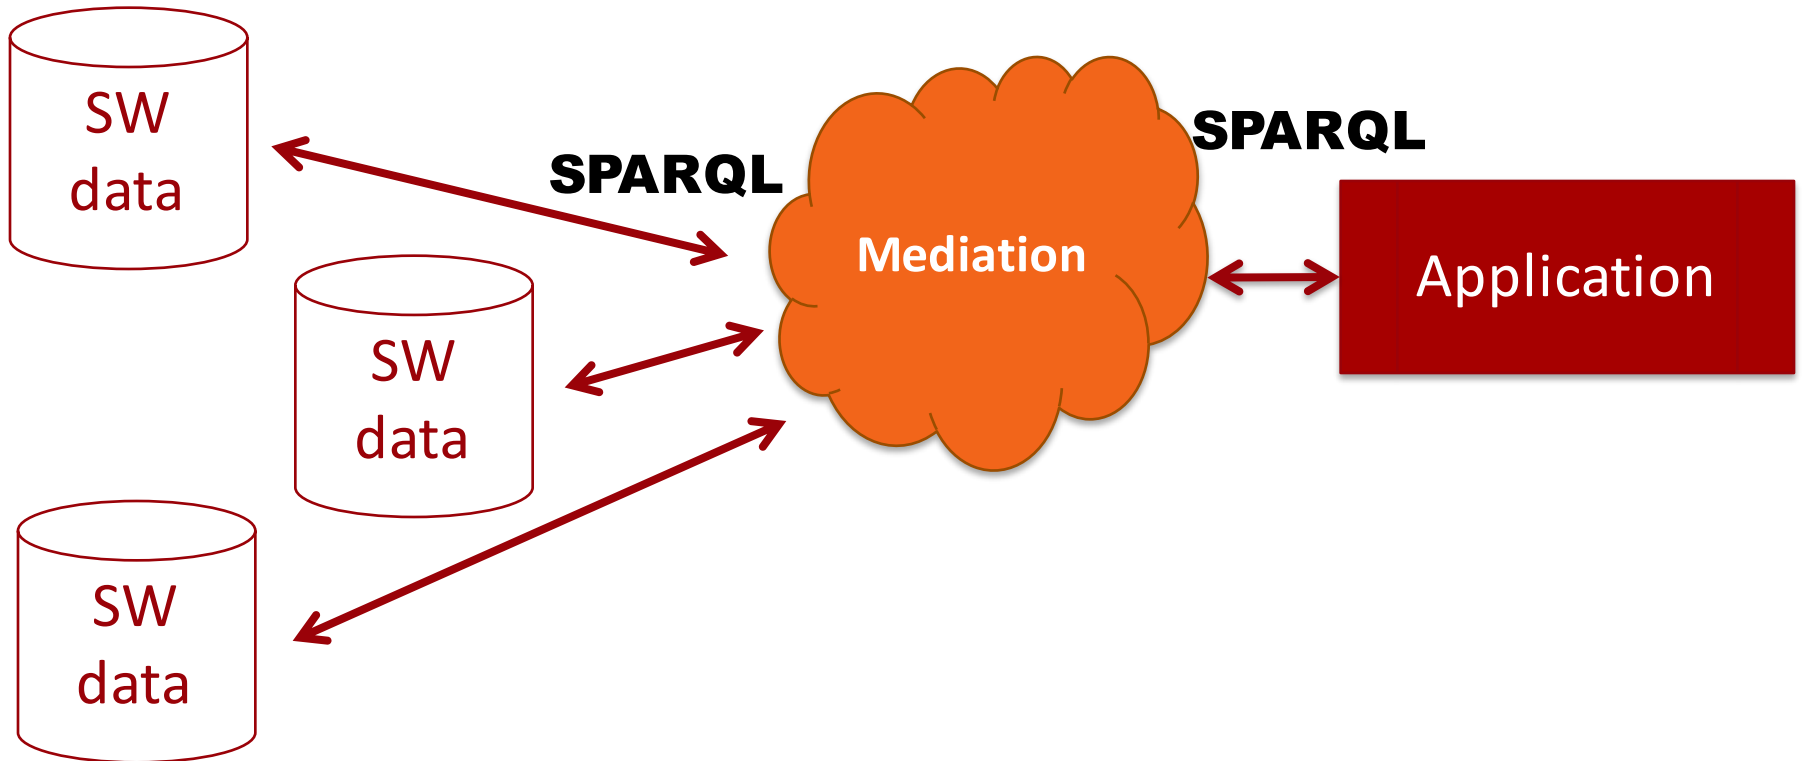 SW
data
SPARQL
SPARQL
Mediation
Application
SW
data
SW
data